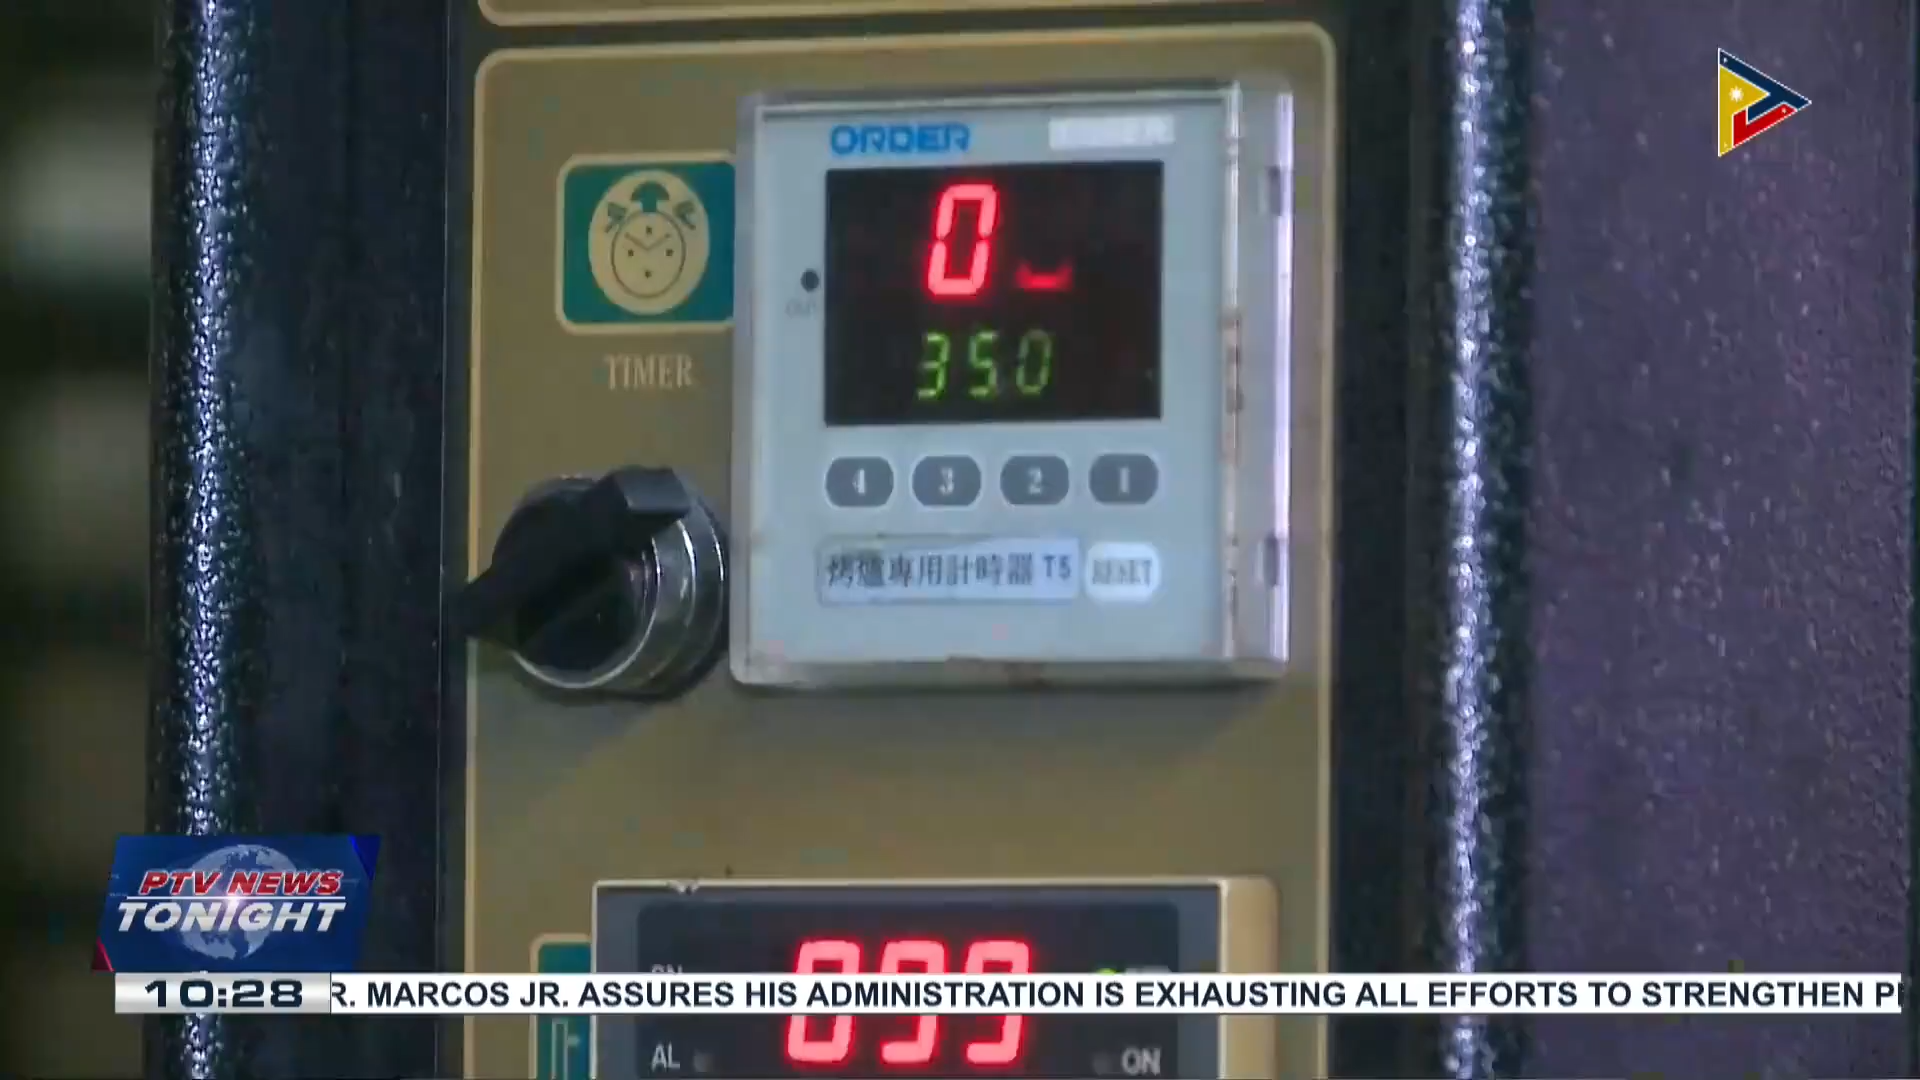 ORDER
0
350
TIMER
4 3 2 1
烤爐專用計時器 T5
RESET
PTV NEWS
TONIGHT
10:28
R. MARCOS JR. ASSURES HIS ADMINISTRATION IS EXHAUSTING ALL EFFORTS TO STRENGTHEN
AL
ON